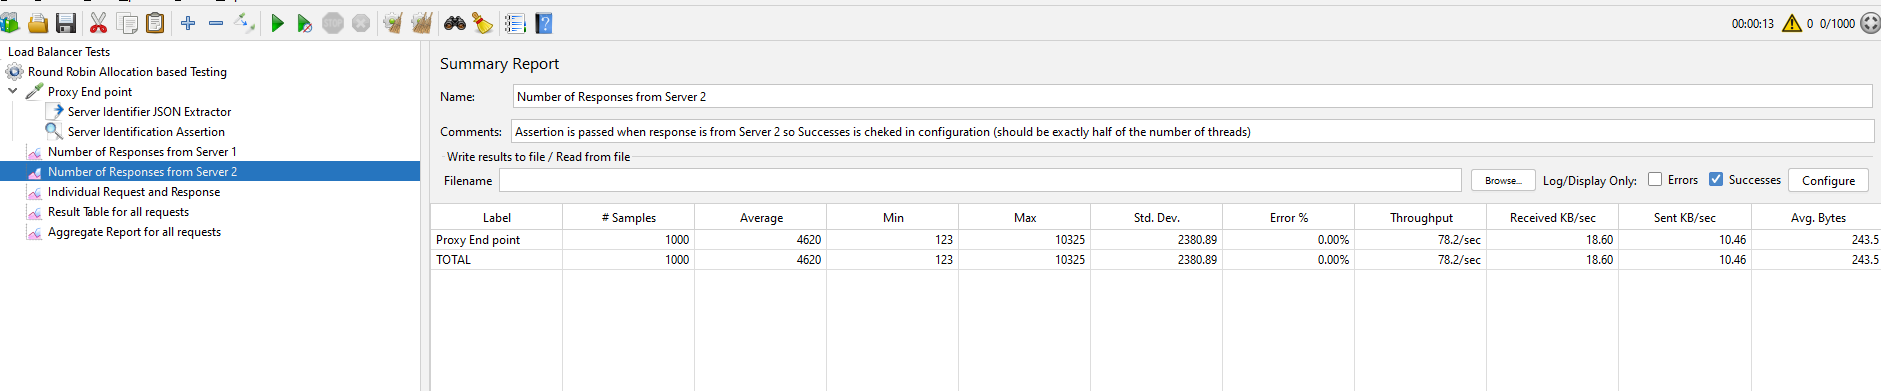 00:00:13 0 0/1000
Load Balancer Tests
Round Robin Allocation based Testing
Proxy End point
Server Identifier JSON Extractor
Server Identification Assertion
Number of Responses from Server 1
Number of Responses from Server 2
Individual Request and Response
Result Table for all requests
Aggregate Report for all requests
Summary Report
Name: Number of Responses from Server 2
Comments: Assertion is passed when response is from Server 2 so Successes is cheked in configuration (should be exactly half of the number of threads)
Write results to file / Read from file
Filename Browse... Log/Display Only: Errors Successes Configure
Label # Samples Average Min Max Std. Dev. Error % Throughput Received KB/sec Sent KB/sec Avg. Bytes
Proxy End point 1000 4620 123 10325 2380.89 0.00% 78.2/sec 18.60 10.46 243.5
TOTAL 1000 4620 123 10325 2380.89 0.00% 78.2/sec 18.60 10.46 243.5